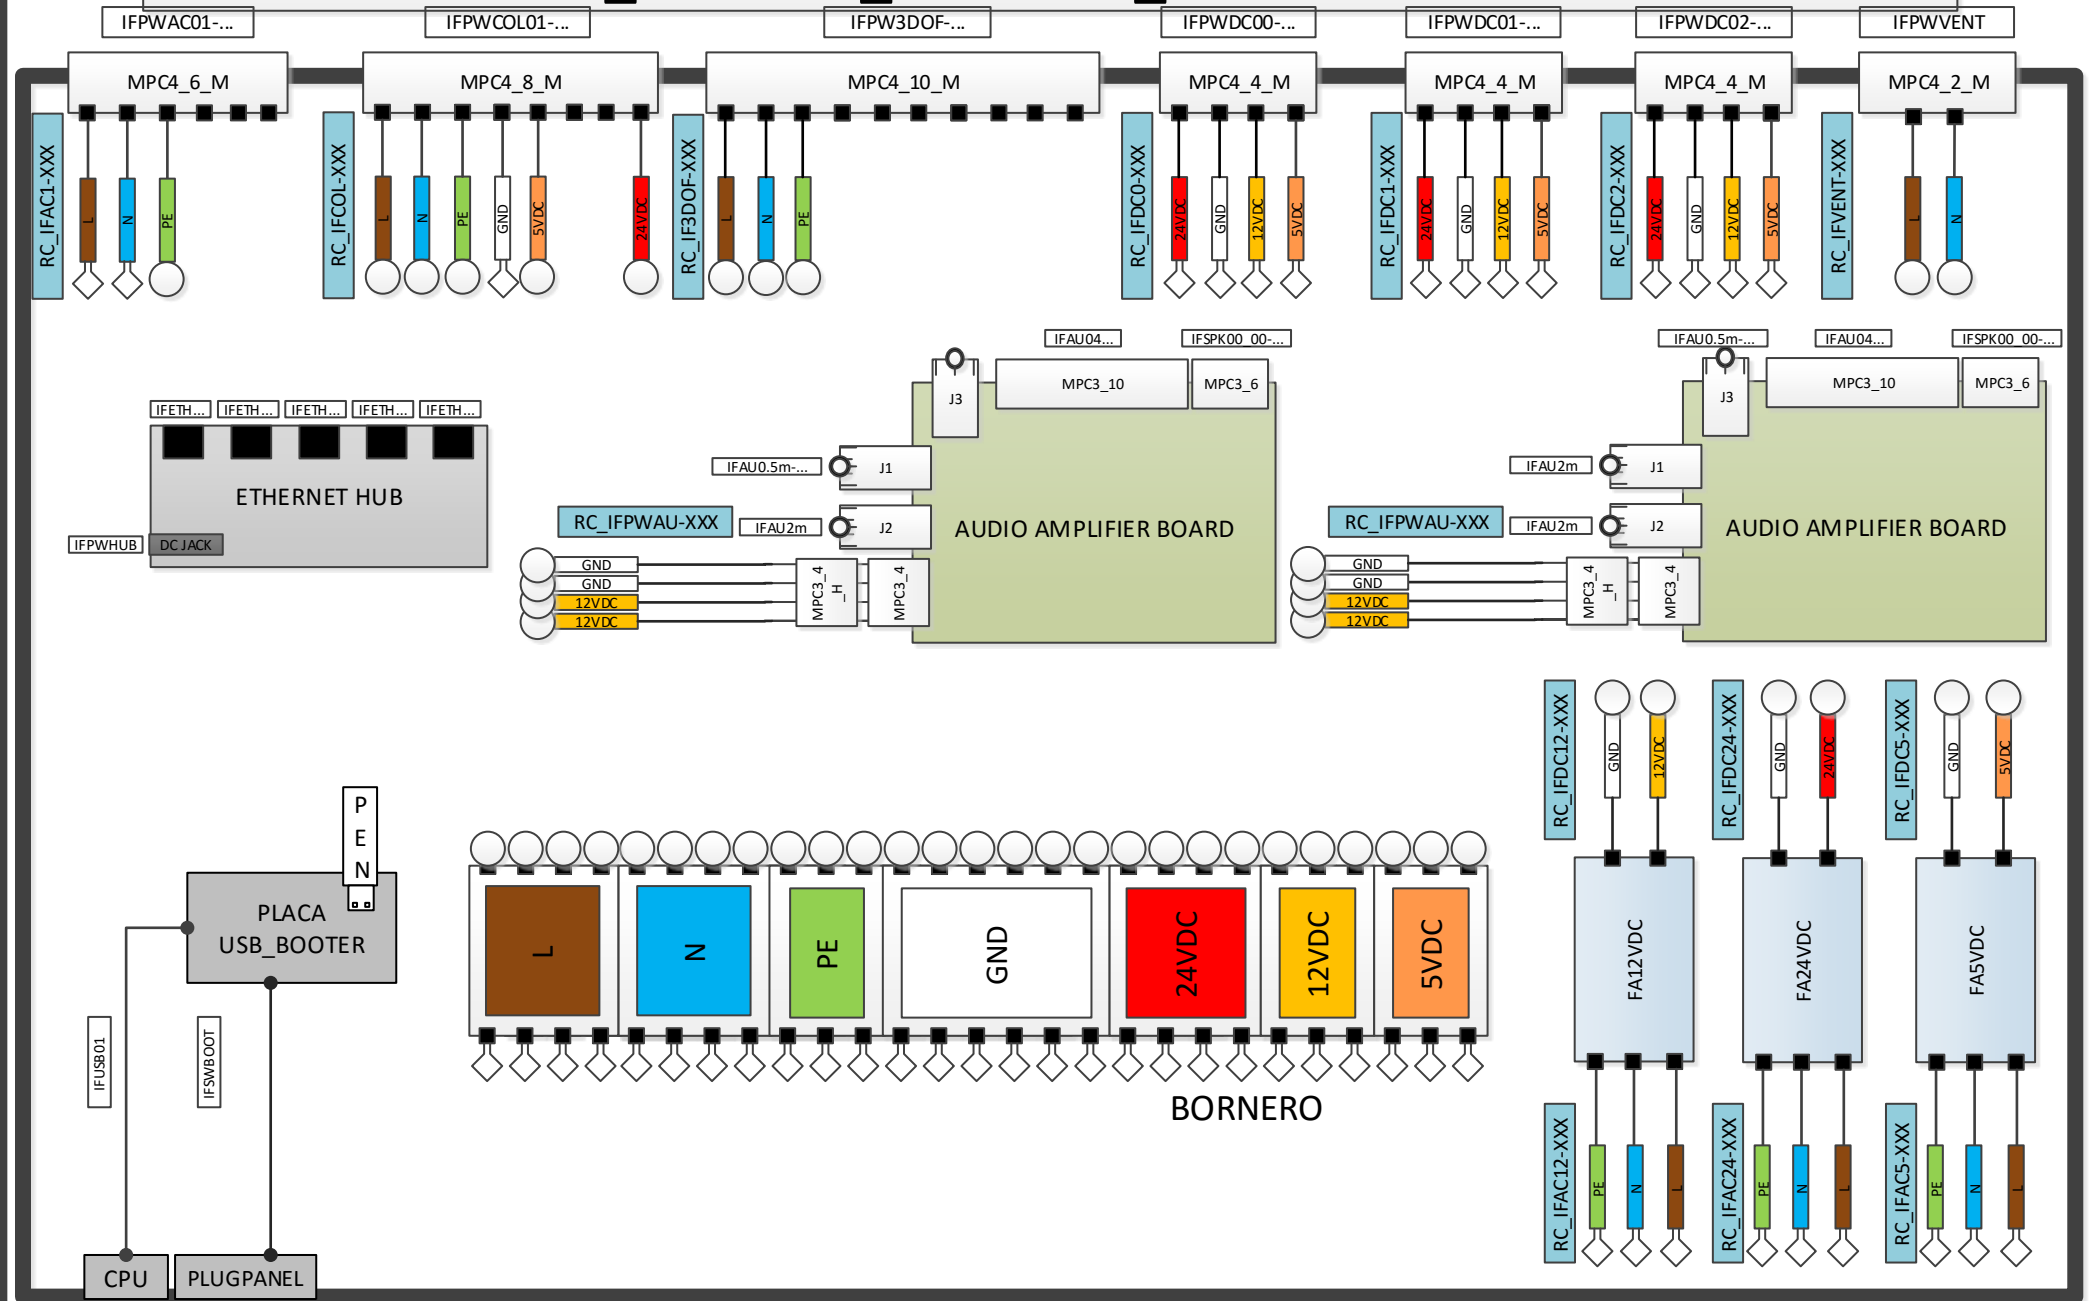 IFPWAC01-...
IFPWCOL01-...
IFPW3DOF-...
IFPWDC00-...
IFPWDC01-...
IFPWDC02-...
IFPWVENT
MPC4_6_M
MPC4_8_M
MPC4_10_M
MPC4_4_M
MPC4_4_M
MPC4_4_M
MPC4_2_M
RC_IFAC1-XXX
L
N
PE
RC_IFCOL-XXX
L
N
PE
GND
5VDC
24VDC
RC_IF3DOF-XXX
L
N
PE
RC_IFDC0-XXX
24VDC
GND
12VDC
5VDC
RC_IFDC1-XXX
24VDC
GND
12VDC
5VDC
RC_IFDC2-XXX
24VDC
GND
12VDC
5VDC
RC_IFVENT-XXX
L
N
IFETH...
IFETH...
IFETH...
IFETH...
IFETH...
ETHERNET HUB
IFPWHUB
DC JACK
IFAU04...
IFSPK00_00-...
J3
MPC3_10
MPC3_6
IFAU0.5m-...
J1
RC_IFPWAU-XXX
IFAU2m
J2
AUDIO AMPLIFIER BOARD
GND
GND
12VDC
12VDC
MPC3_4
_H
MPC3_4
IFAU0.5m-...
IFAU04...
IFSPK00_00-...
J3
MPC3_10
MPC3_6
IFAU2m
J1
RC_IFPWAU-XXX
IFAU2m
J2
AUDIO AMPLIFIER BOARD
GND
GND
12VDC
12VDC
MPC3_4
_H
MPC3_4
RC_IFDC12-XXX
GND
12VDC
RC_IFDC24-XXX
GND
24VDC
RC_IFDC5-XXX
GND
5VDC
P
E
N
PLACA
USB_BOOTER
IFUSB01
IFSWBOOT
CPU
PLUGPANEL
L
N
PE
GND
24VDC
12VDC
5VDC
BORNERO
FA12VDC
FA24VDC
FA5VDC
RC_IFAC12-XXX
PE
N
L
RC_IFAC24-XXX
PE
N
L
RC_IFAC5-XXX
PE
N
L